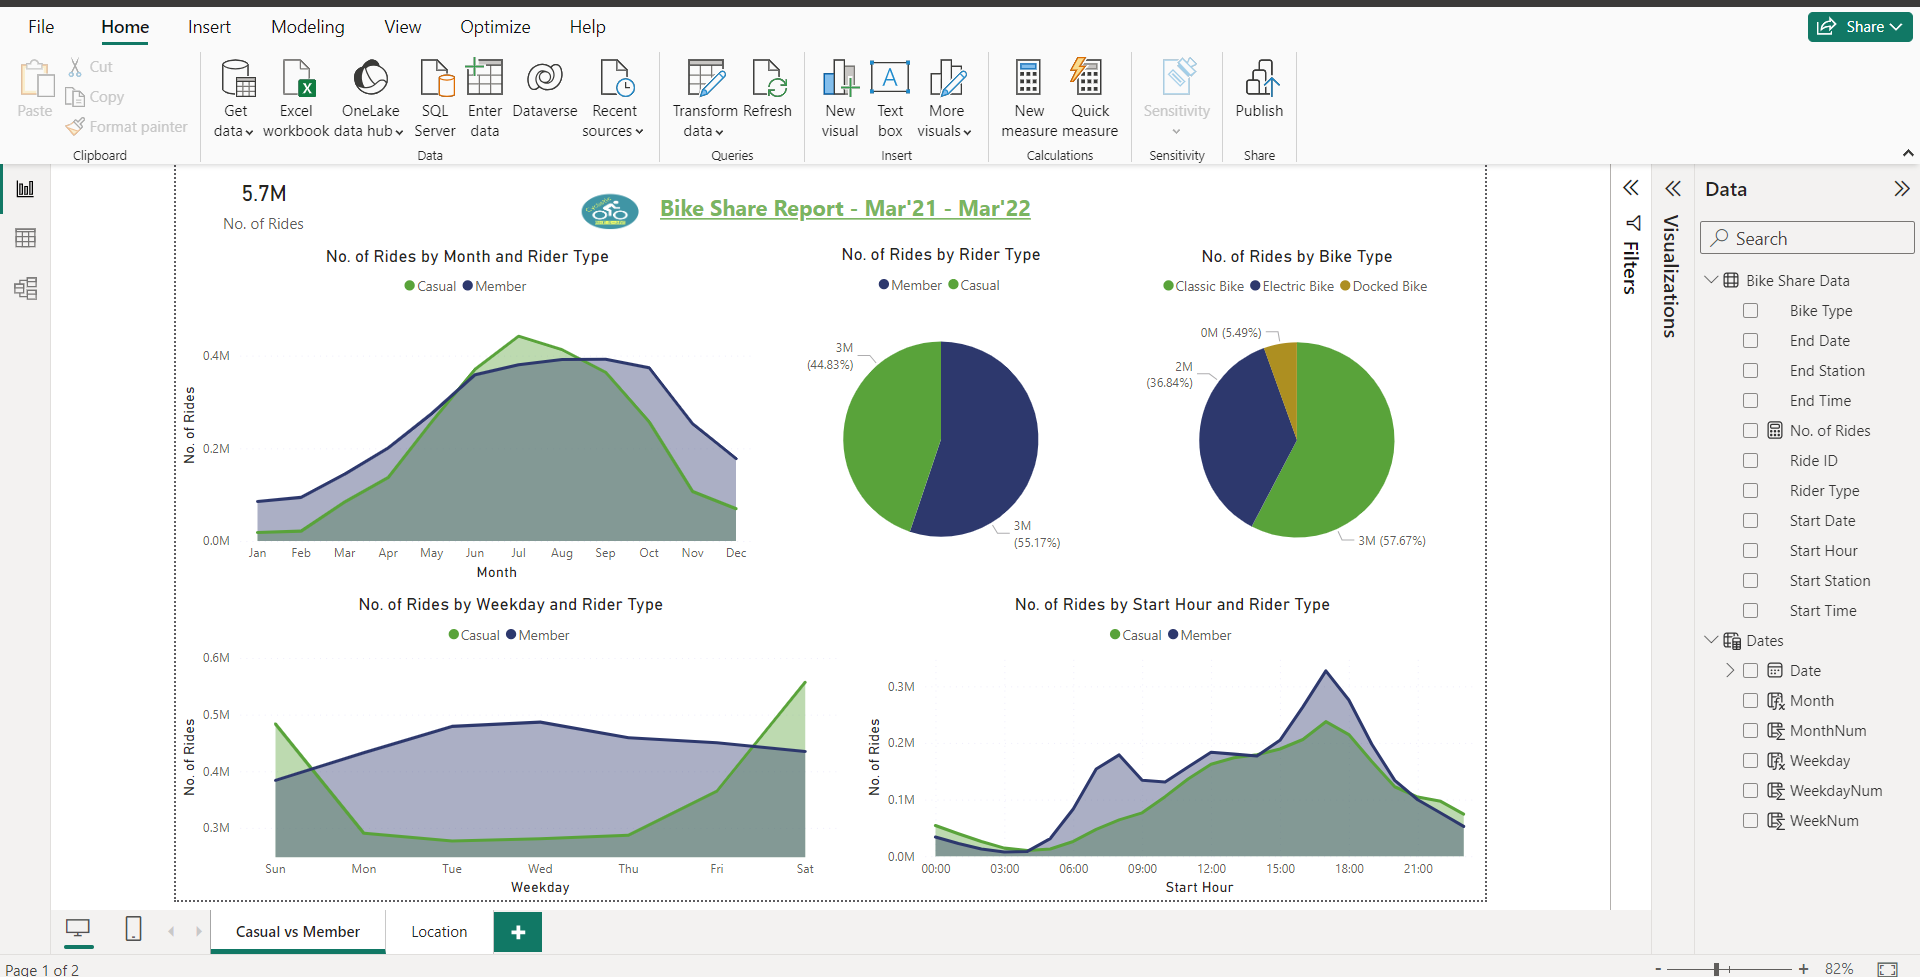 File Home Insert Modeling View Optimize Help Share
Paste Cut
Copy
Format painter
Clipboard
Get data
Excel workbook
OneLake data hub
SQL Server
Enter data
Dataverse
Recent sources
Data
Transform data
Refresh
Queries
New visual
Text box
More visuals
Insert
New measure
Quick measure
Calculations
Sensitivity
Sensitivity
Publish
Share
5.7M
No. of Rides
Bike Share Report - Mar'21 - Mar'22
No. of Rides by Month and Rider Type
Casual Member
No. of Rides
0.4M
0.2M
0.0M
Jan Feb Mar Apr May Jun Jul Aug Sep Oct Nov Dec
Month
No. of Rides by Rider Type
Member Casual
3M
(44.83%)
3M
(55.17%)
No. of Rides by Bike Type
Classic Bike Electric Bike Docked Bike
0M (5.49%)
2M
(36.84%)
3M (57.67%)
No. of Rides by Weekday and Rider Type
Casual Member
No. of Rides
0.6M
0.5M
0.4M
0.3M
Sun Mon Tue Wed Thu Fri Sat
Weekday
No. of Rides by Start Hour and Rider Type
Casual Member
No. of Rides
0.3M
0.2M
0.1M
0.0M
00:00 03:00 06:00 09:00 12:00 15:00 18:00 21:00
Start Hour
Filters
Visualizations
Data
Search
Bike Share Data
Bike Type
End Date
End Station
End Time
No. of Rides
Ride ID
Rider Type
Start Date
Start Hour
Start Station
Start Time
Dates
Date
Month
MonthNum
Weekday
WeekdayNum
WeekNum
Casual vs Member Location +
Page 1 of 2
- + 82%